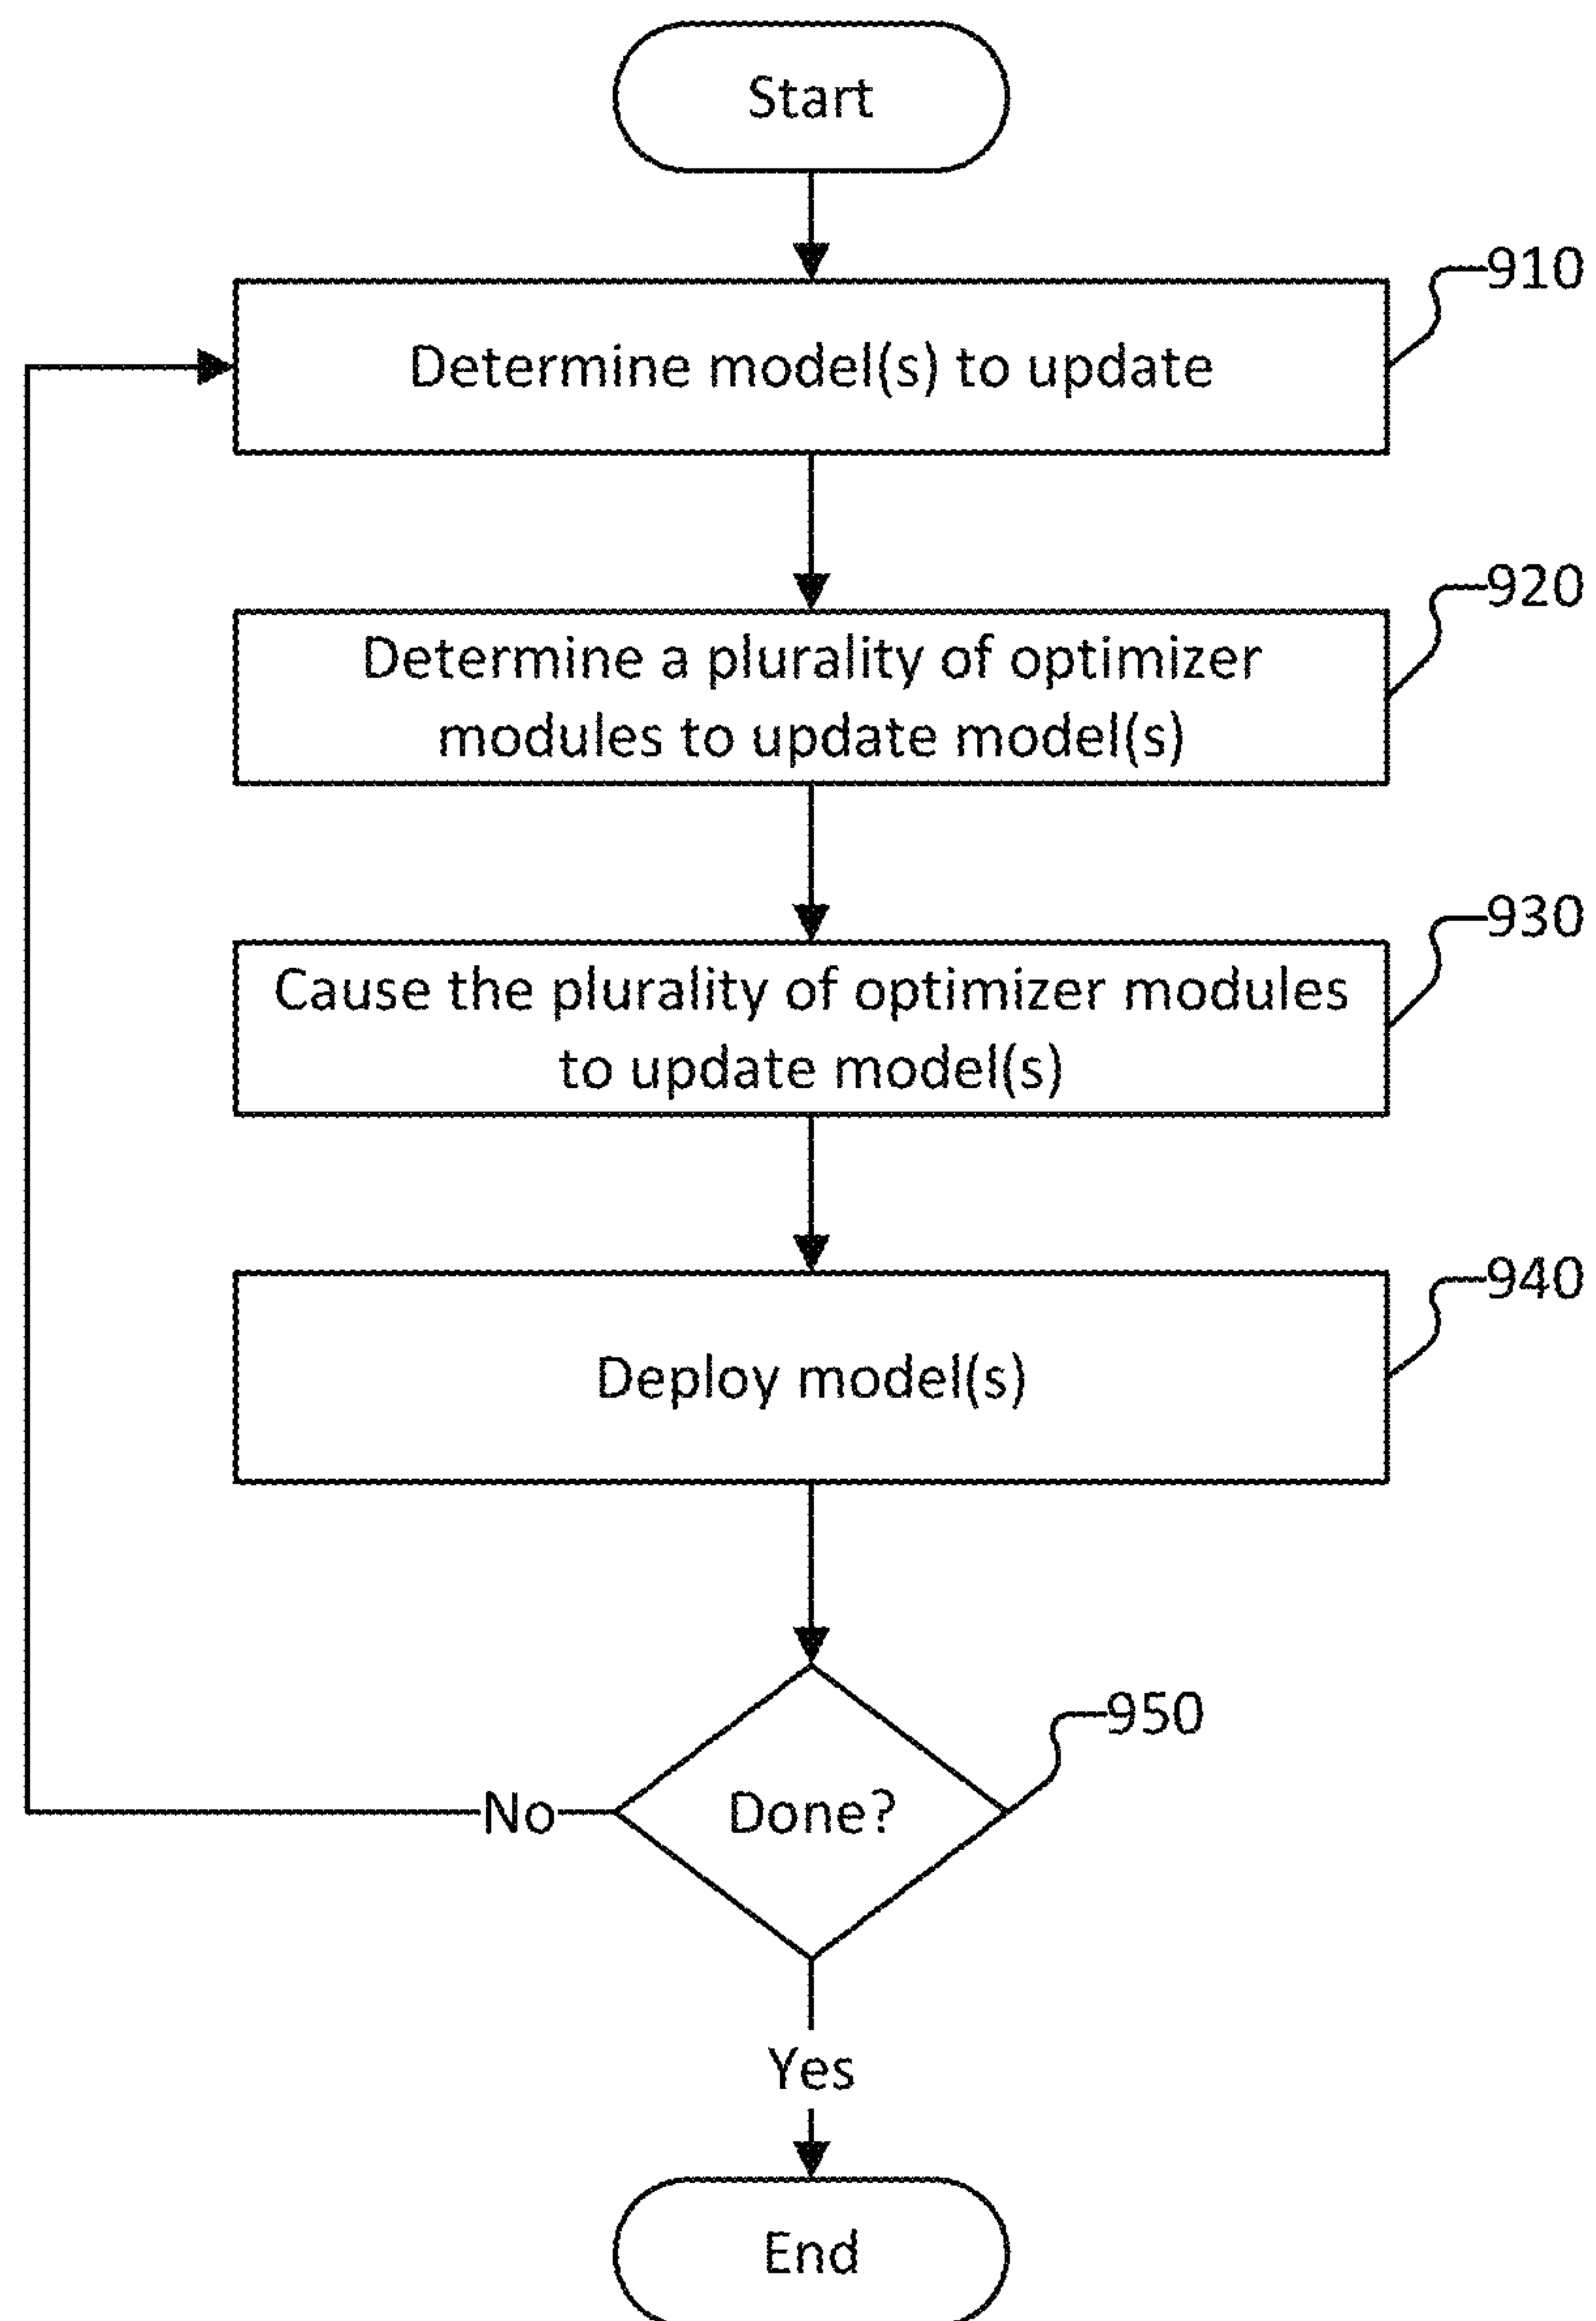 Start
910
Determine model(s) to update
920
Determine a plurality of optimizer
modules to update model(s)
930
Cause the plurality of optimizer modules
to update model(s)
940
Deploy model(s)
950
No
Done?
Yes
End